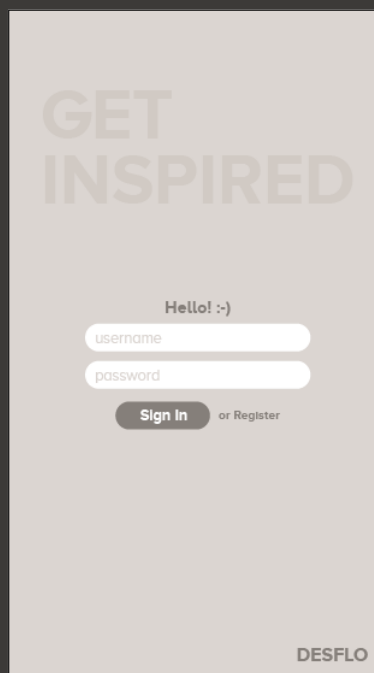 GET
INSPIRED
Hello! :-)
username
password
Sign In or Register
DESFLO